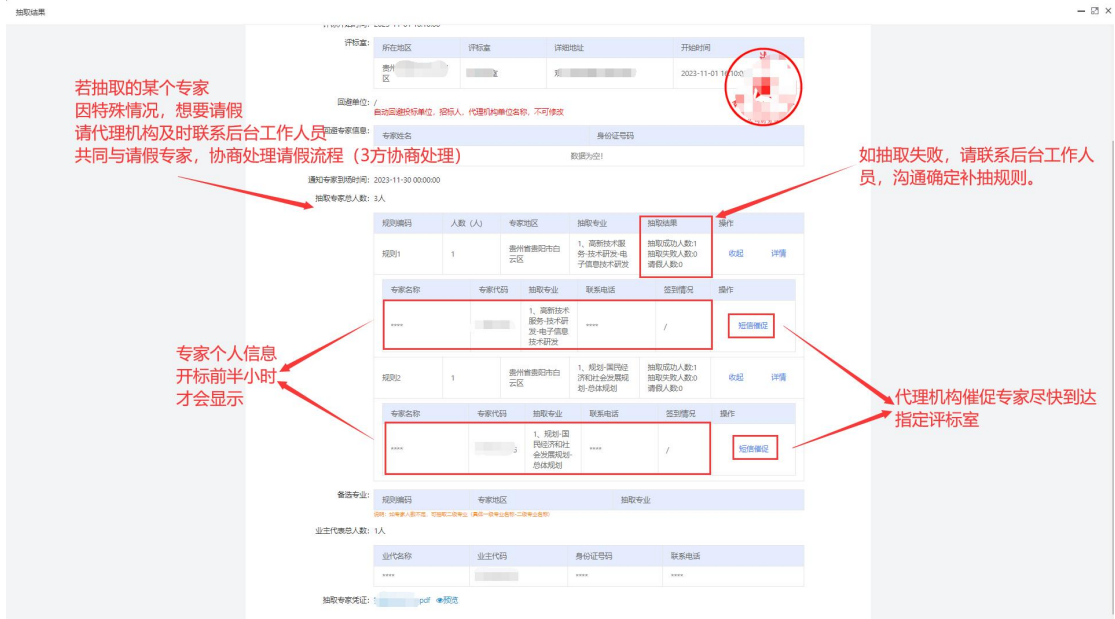 抽取结果
评标室:
所在地区 评标室 详细地址 开始时间
贵州
区
2023-11-01 16:10:0
回避单位: /
自动回避投标单位、招标人、代理机构单位名称、不可修改
回避专家信息:
专家姓名 身份证号码
数据为空!
通知专家到场时间: 2023-11-30 00:00:00
抽取专家总人数: 3人
规则编码 人数（人） 专家地区 抽取专业 抽取结果 操作
规则1 1 贵州省贵阳市白云区 1、高新技术服务-技术研发-电子信息技术研发 抽取成功人数:1 抽取失败人数:0 请假人数:0 收起 详情
专家名称 专家代码 抽取专业 联系电话 签到情况 操作
**** 1、高新技术服务-技术研发-电子信息技术研发 **** / 短信催促
规则2 1 贵州省贵阳市白云区 1、规划-国民经济和社会发展规划-总体规划 抽取成功人数:1 抽取失败人数:0 请假人数:0 收起 详情
专家名称 专家代码 抽取专业 联系电话 签到情况 操作
**** 1、规划-国民经济和社会发展规划-总体规划 **** / 短信催促
备选专业:
规则编码 专家地区 抽取专业
业主代表总人数: 1人
业代名称 业主代码 身份证号码 联系电话
**** **** ****
抽取专家凭证: pdf 预览
若抽取的某个专家
因特殊情况，想要请假
请代理机构及时联系后台工作人员
共同与请假专家，协商处理请假流程（3方协商处理）
如抽取失败，请联系后台工作人
员，沟通确定补抽规则。
专家个人信息
开标前半小时
才会显示
代理机构催促专家尽快到达
指定评标室